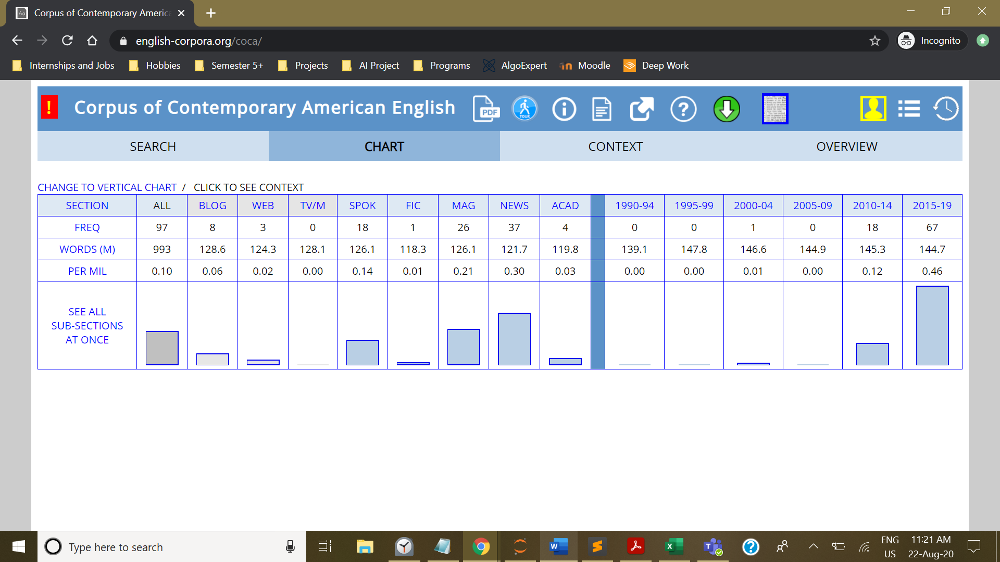 Corpus of Contemporary America
english-corpora.org/coca/
Incognito
Internships and Jobs Hobbies Semester 5+ Projects AI Project Programs AlgoExpert Moodle Deep Work
! Corpus of Contemporary American English PDF TOUR i ?
SEARCH CHART CONTEXT OVERVIEW
CHANGE TO VERTICAL CHART / CLICK TO SEE CONTEXT
SECTION ALL BLOG WEB TV/M SPOK FIC MAG NEWS ACAD 1990-94 1995-99 2000-04 2005-09 2010-14 2015-19
FREQ 97 8 3 0 18 1 26 37 4 0 0 1 0 18 67
WORDS (M) 993 128.6 124.3 128.1 126.1 118.3 126.1 121.7 119.8 139.1 147.8 146.6 144.9 145.3 144.7
PER MIL 0.10 0.06 0.02 0.00 0.14 0.01 0.21 0.30 0.03 0.00 0.00 0.01 0.00 0.12 0.46
SEE ALL
SUB-SECTIONS
AT ONCE
Type here to search
ENG
US
11:21 AM
22-Aug-20